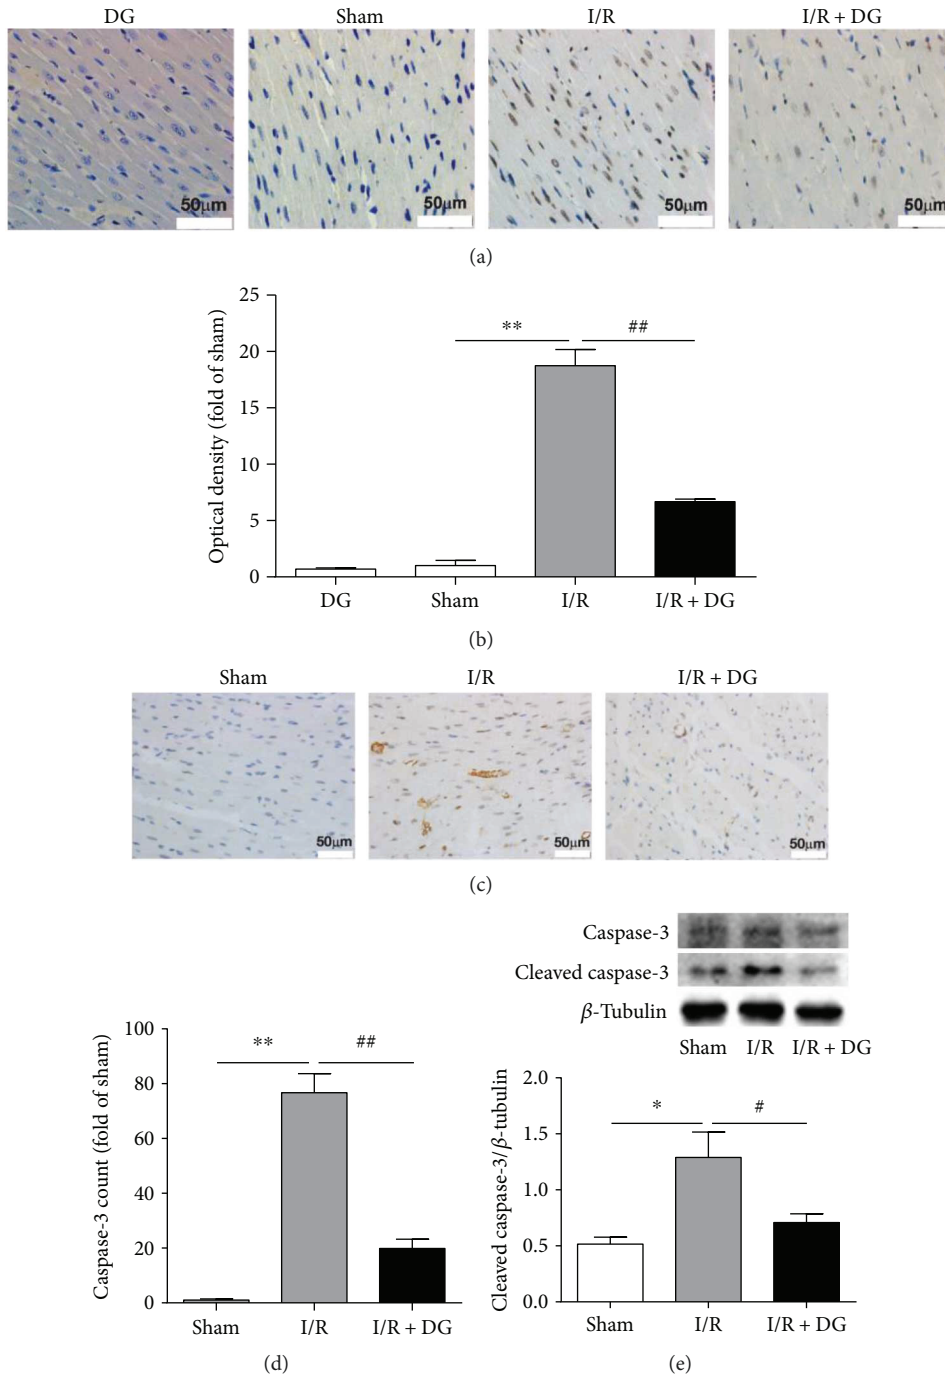 DG Sham I/R I/R + DG
50μm 50μm 50μm 50μm
(a)
Optical density (fold of sham)
25
20
15
10
5
0
** ##
DG Sham I/R I/R + DG
(b)
Sham I/R I/R + DG
50μm 50μm 50μm
(c)
Caspase-3
Cleaved caspase-3
β-Tubulin
Sham I/R I/R + DG
Caspase-3 count (fold of sham)
100
80
60
40
20
0
** ##
Sham I/R I/R + DG
(d)
Cleaved caspase-3/β-tubulin
2.0
1.5
1.0
0.5
0.0
* #
Sham I/R I/R + DG
(e)